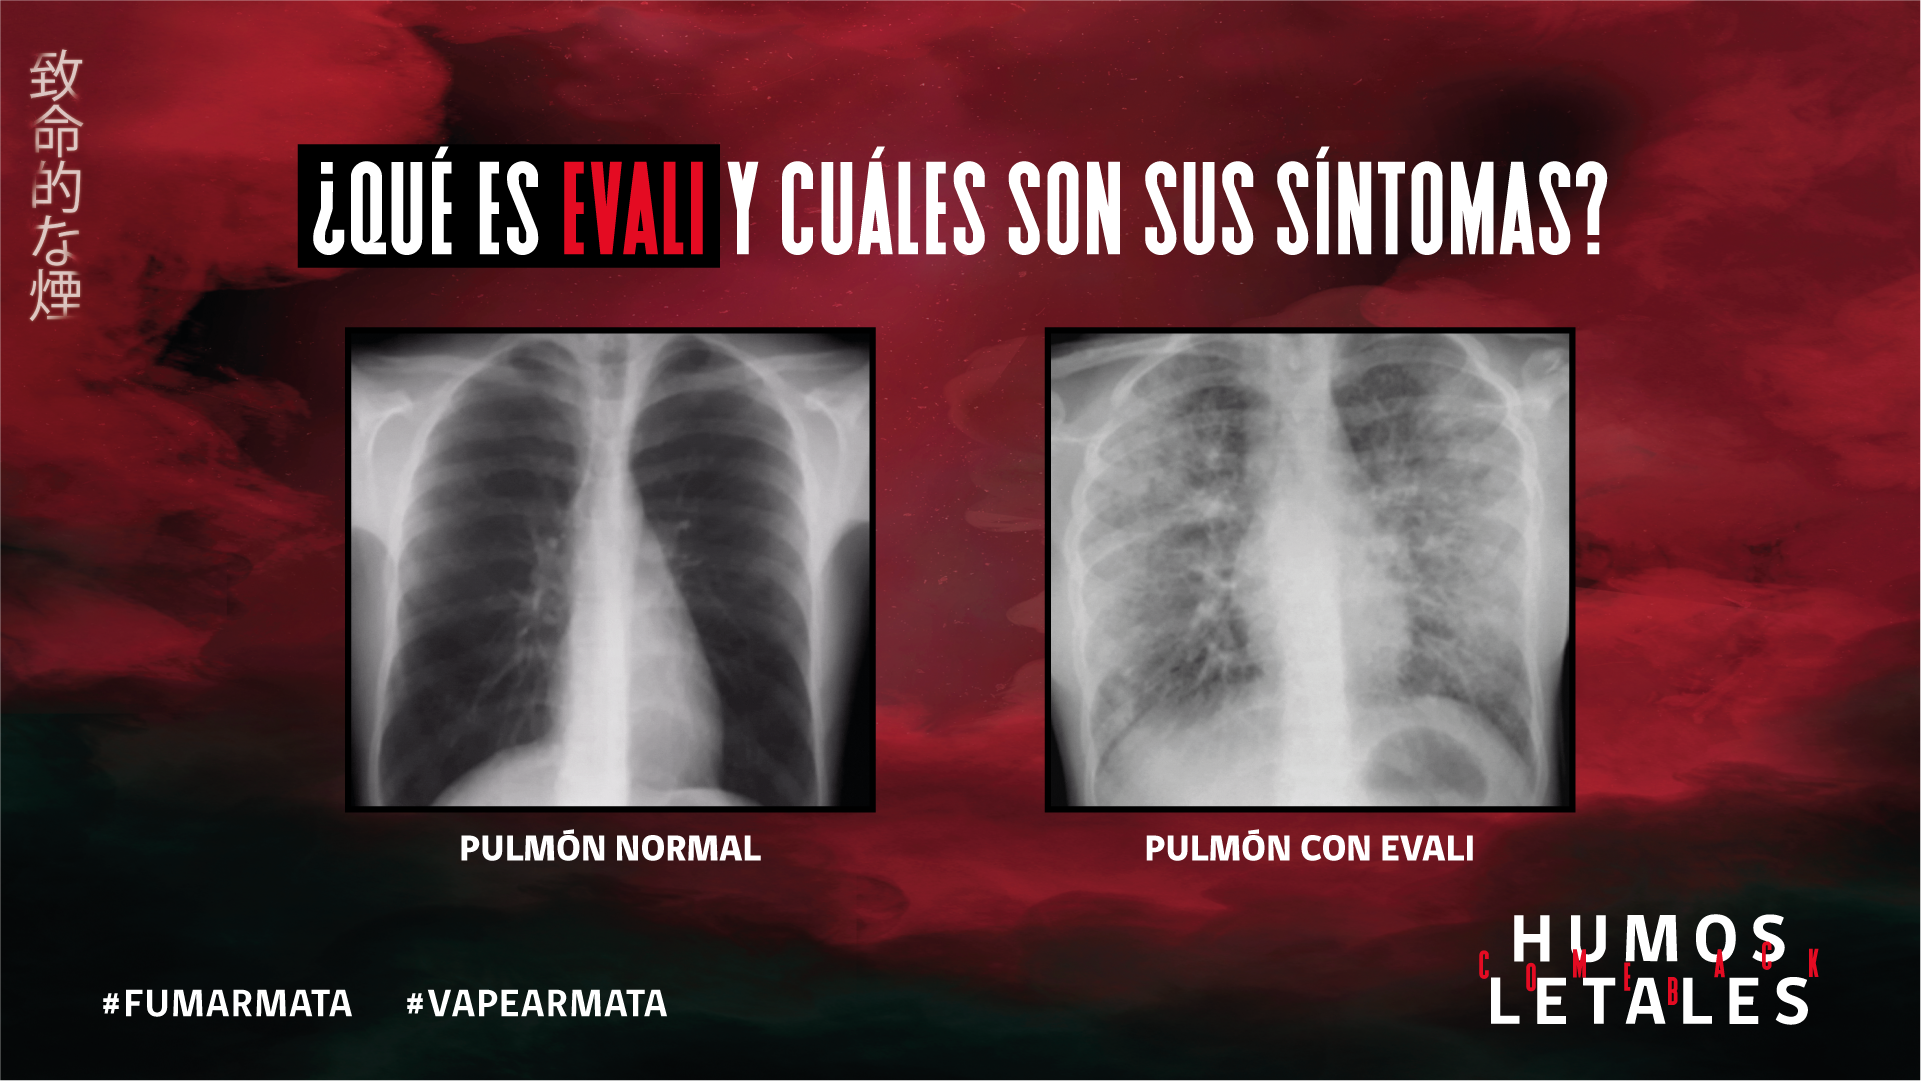 致命的な煙
¿QUÉ ES EVALI Y CUÁLES SON SUS SÍNTOMAS?
PULMÓN NORMAL
PULMÓN CON EVALI
#FUMARMATA #VAPEARMATA
HUMOS
COMEBACK
LETALES